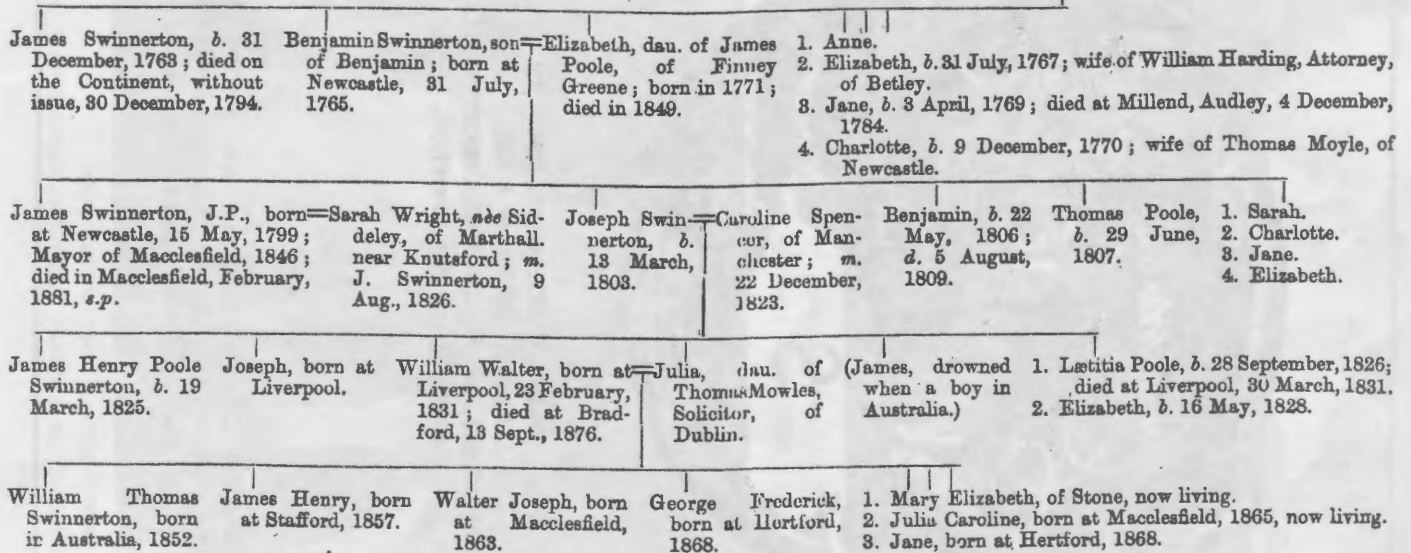 James Swinnerton, b. 31
December, 1763 ; died on
the Continent, without
issue, 30 December, 1794.
Benjamin Swinnerton, son=
of Benjamin ; born at
Newcastle, 31 July,
1765.
Elizabeth, dau. of James
Poole, of Finney
Greene ; born in 1771 ;
died in 1849.
1. Anne.
2. Elizabeth, b. 31 July, 1767 ; wife of William Harding, Attorney,
of Betley.
3. Jane, b. 3 April, 1769 ; died at Millend, Audley, 4 December,
1784.
4. Charlotte, b. 9 December, 1770 ; wife of Thomas Moyle, of
Newcastle.
James Swinnerton, J.P., born=
at Newcastle, 15 May, 1799 ;
Mayor of Macclesfield, 1846 ;
died in Macclesfield, February,
1881, s.p.
Sarah Wright, née Sid-
deley, of Marthall.
near Knutsford ; m.
J. Swinnerton, 9
Aug., 1826.
Joseph Swin-=
nerton, b.
13 March,
1803.
Caroline Spen-
cer, of Man-
chester ; m.
22 December,
1823.
Benjamin, b. 22
May, 1806 ;
d. 5 August,
1809.
Thomas Poole,
b. 29 June,
1807.
1. Sarah.
2. Charlotte.
3. Jane.
4. Elizabeth.
James Henry Poole
Swinnerton, b. 19
March, 1825.
Joseph, born at
Liverpool.
William Walter, born at=
Liverpool, 23 February,
1831 ; died at Brad-
ford, 13 Sept., 1876.
Julia, dau. of
Thomas Mowles,
Solicitor, of
Dublin.
(James, drowned
when a boy in
Australia.)
1. Lætitia Poole, b. 28 September, 1826;
died at Liverpool, 30 March, 1831.
2. Elizabeth, b. 16 May, 1828.
William Thomas
Swinnerton, born
in Australia, 1852.
James Henry, born
at Stafford, 1857.
Walter Joseph, born
at Macclesfield,
1863.
George Frederick,
born at Hertford,
1868.
1. Mary Elizabeth, of Stone, now living.
2. Julia Caroline, born at Macclesfield, 1865, now living.
3. Jane, born at Hertford, 1868.